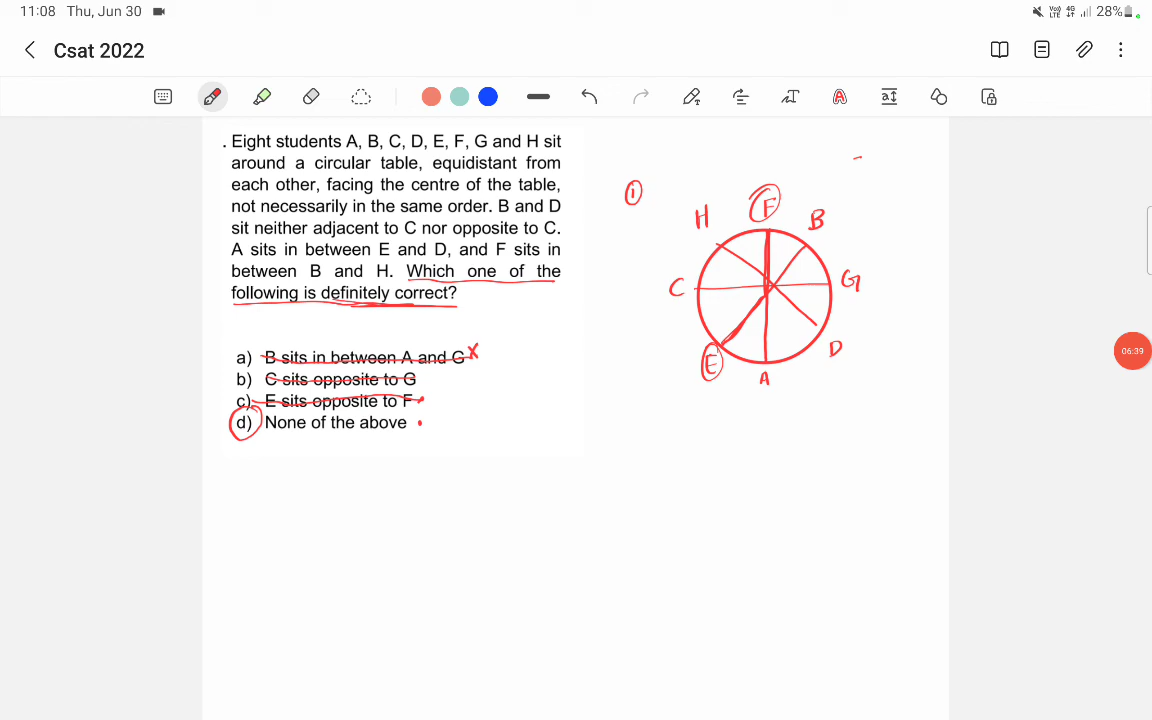 11:08 Thu, Jun 30
Vo) LTE 4G 28%
Csat 2022
. Eight students A, B, C, D, E, F, G and H sit
around a circular table, equidistant from
each other, facing the centre of the table,
not necessarily in the same order. B and D
sit neither adjacent to C nor opposite to C.
A sits in between E and D, and F sits in
between B and H. Which one of the
following is definitely correct?
a) B sits in between A and G x
b) C sits opposite to G
c) E sits opposite to F
d) None of the above
1
H F B
C G
E D
A
06:39